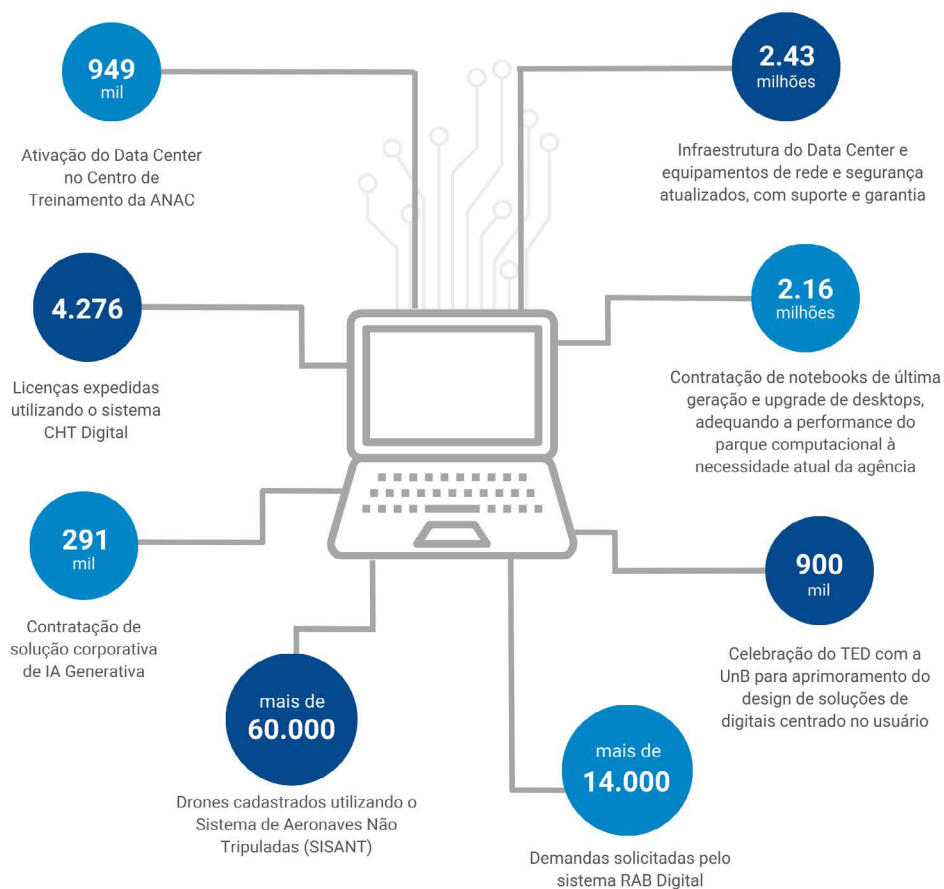 949
mil
Ativação do Data Center
no Centro de
Treinamento da ANAC
2.43
milhões
Infraestrutura do Data Center e
equipamentos de rede e segurança
atualizados, com suporte e garantia
4.276
Licenças expedidas
utilizando o sistema
CHT Digital
2.16
milhões
Contratação de notebooks de última
geração e upgrade de desktops,
adequando a performance do
parque computacional à
necessidade atual da agência
291
mil
Contratação de
solução corporativa
de IA Generativa
900
mil
Celebração do TED com a
UnB para aprimoramento do
design de soluções de
digitais centrado no usuário
mais de
60.000
Drones cadastrados utilizando o
Sistema de Aeronaves Não
Tripuladas (SISANT)
mais de
14.000
Demandas solicitadas pelo
sistema RAB Digital